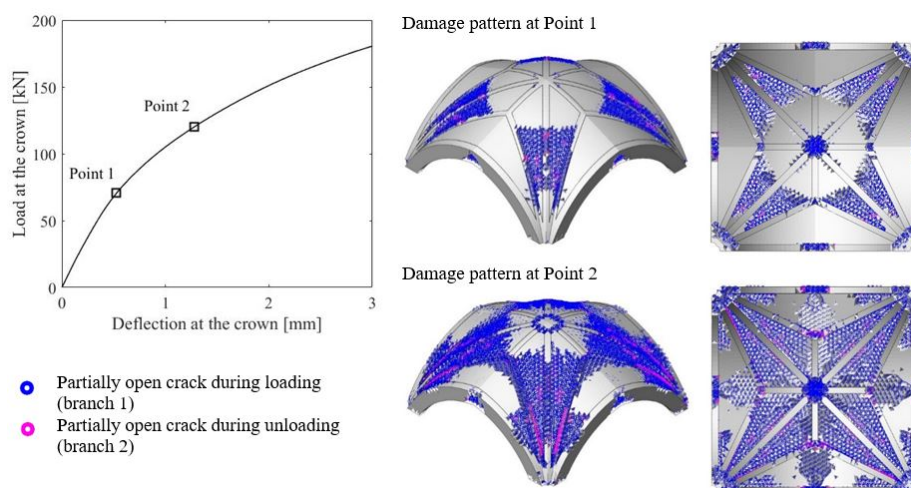 200
150
100
50
0
Load at the crown [kN]
Point 2
Point 1
0
1
2
3
Deflection at the crown [mm]
Partially open crack during loading
(branch 1)
Partially open crack during unloading
(branch 2)
Damage pattern at Point 1
Damage pattern at Point 2